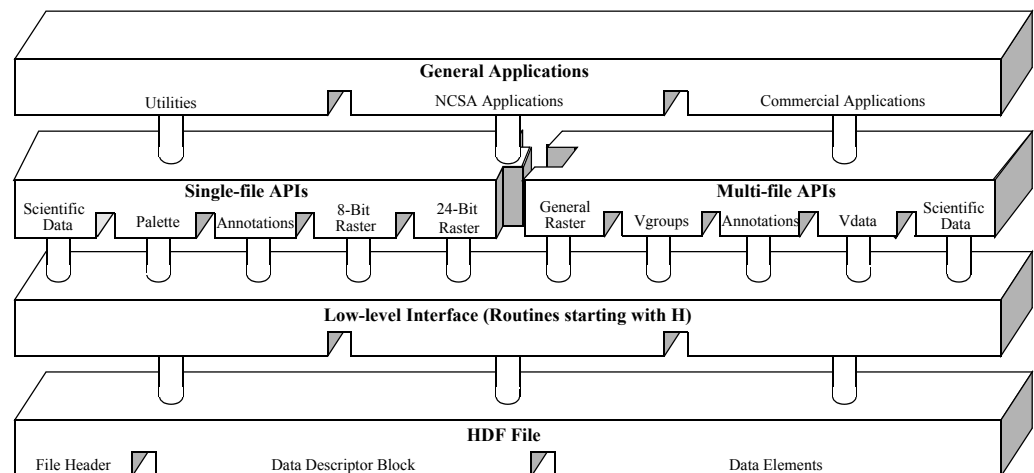 General Applications
Utilities
NCSA Applications
Commercial Applications
Single-file APIs
Scientific
Data
Palette
Annotations
8-Bit
Raster
24-Bit
Raster
Multi-file APIs
General
Raster
Vgroups
Annotations
Vdata
Scientific
Data
Low-level Interface (Routines starting with H)
HDF File
File Header
Data Descriptor Block
Data Elements